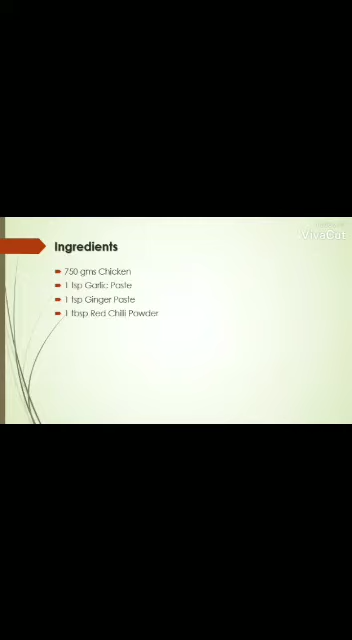 VivaCut
Ingredients
750 gms Chicken
1 tsp Garlic Paste
1 tsp Ginger Paste
1 tbsp Red Chilli Powder